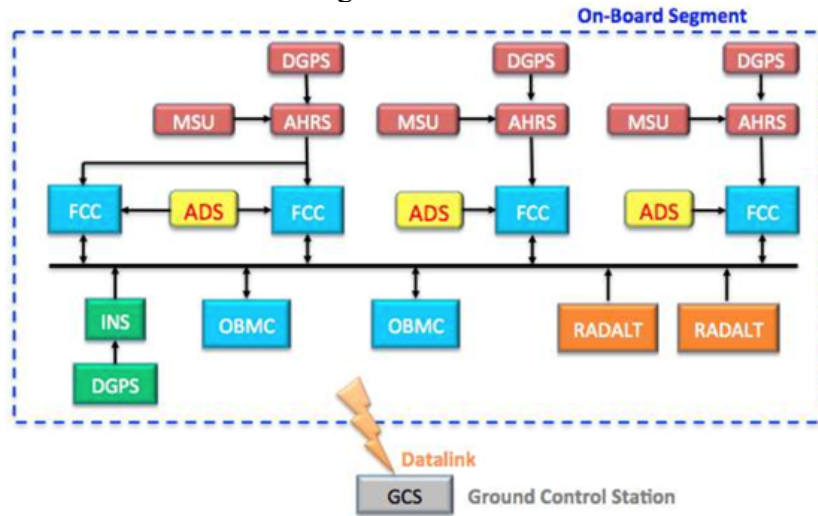 On-Board Segment
DGPS DGPS DGPS
MSU AHRS MSU AHRS MSU AHRS
FCC ADS FCC ADS FCC ADS FCC
INS OBMC OBMC RADALT RADALT
DGPS
Datalink
GCS Ground Control Station